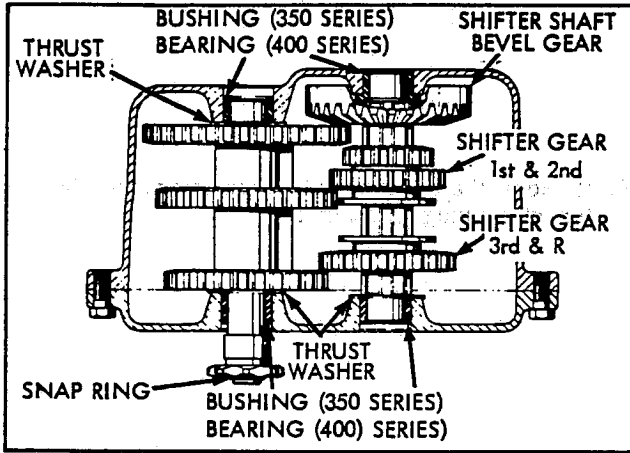 BUSHING (350 SERIES)
BEARING (400 SERIES)
THRUST
WASHER
SHIFTER SHAFT
BEVEL GEAR
SHIFTER GEAR
1st & 2nd
SHIFTER GEAR
3rd & R
THRUST
WASHER
SNAP RING
BUSHING (350 SERIES)
BEARING (400) SERIES)